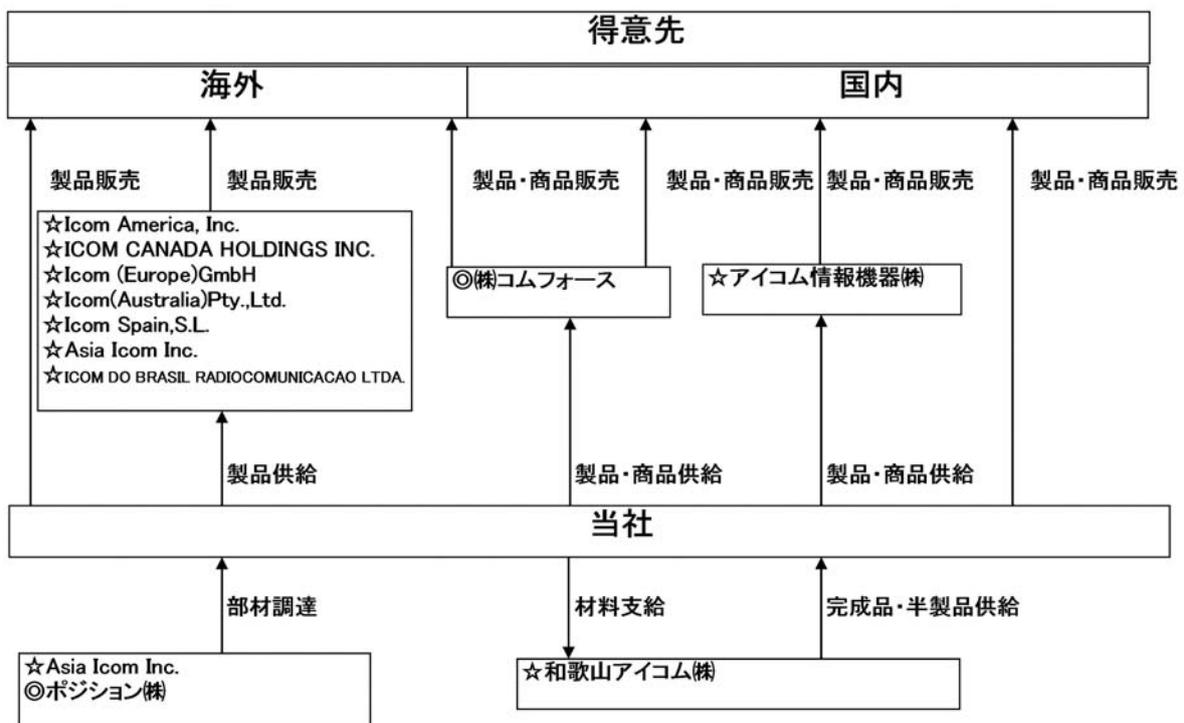 得意先
海外
国内
製品販売
製品販売
製品・商品販売
製品・商品販売
製品・商品販売
製品・商品販売
☆Icom America, Inc.
☆ICOM CANADA HOLDINGS INC.
☆Icom (Europe)GmbH
☆Icom(Australia)Pty.,Ltd.
☆Icom Spain,S.L.
☆Asia Icom Inc.
☆ICOM DO BRASIL RADIOCOMUNICACAO LTDA.
◎㈱コムフォース
☆アイコム情報機器㈱
製品供給
製品・商品供給
製品・商品供給
当社
部材調達
材料支給
完成品・半製品供給
☆Asia Icom Inc.
◎ポジション㈱
☆和歌山アイコム㈱